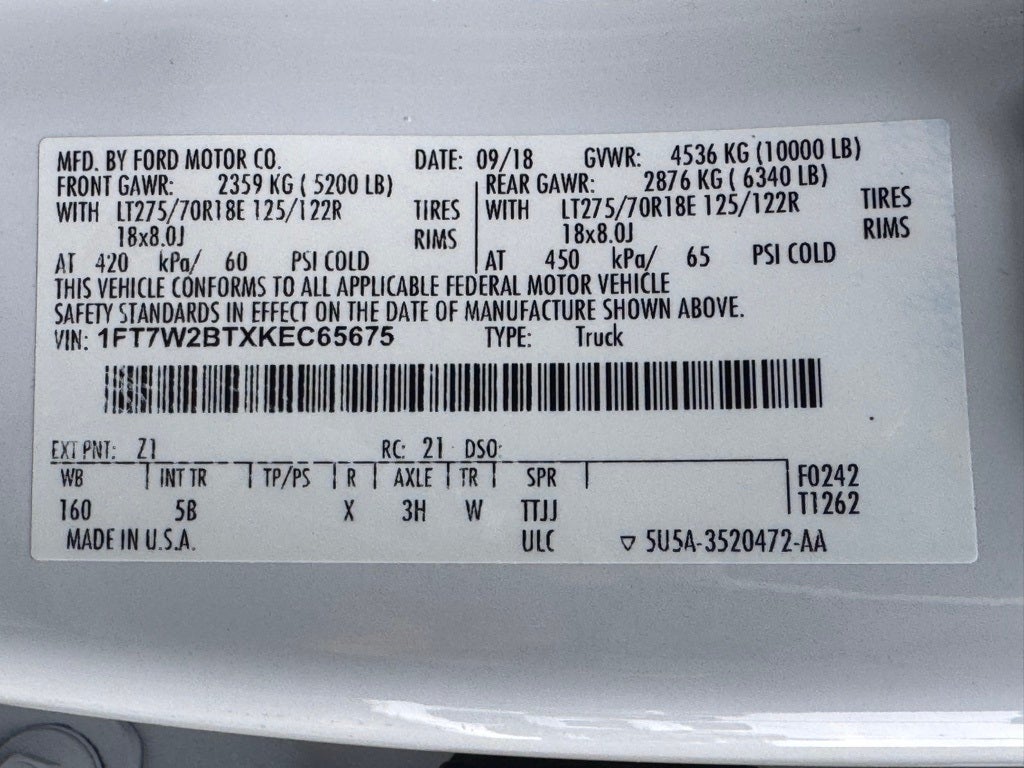 MFD. BY FORD MOTOR CO. DATE: 09/18 GVWR: 4536 KG (10000 LB)
FRONT GAWR: 2359 KG ( 5200 LB) REAR GAWR: 2876 KG ( 6340 LB)
WITH LT275/70R18E 125/122R TIRES WITH LT275/70R18E 125/122R TIRES
18x8.0J RIMS 18x8.0J RIMS
AT 420 kPa/ 60 PSI COLD AT 450 kPa/ 65 PSI COLD
THIS VEHICLE CONFORMS TO ALL APPLICABLE FEDERAL MOTOR VEHICLE
SAFETY STANDARDS IN EFFECT ON THE DATE OF MANUFACTURE SHOWN ABOVE.
VIN: 1FT7W2BTXKEC65675 TYPE: Truck
EXT PNT: Z1 RC: 21 DSO:
WB INT TR TP/PS R AXLE TR SPR F0242
160 5B X 3H W TTJJ T1262
MADE IN U.S.A. ULC ▽ 5U5A-3520472-AA